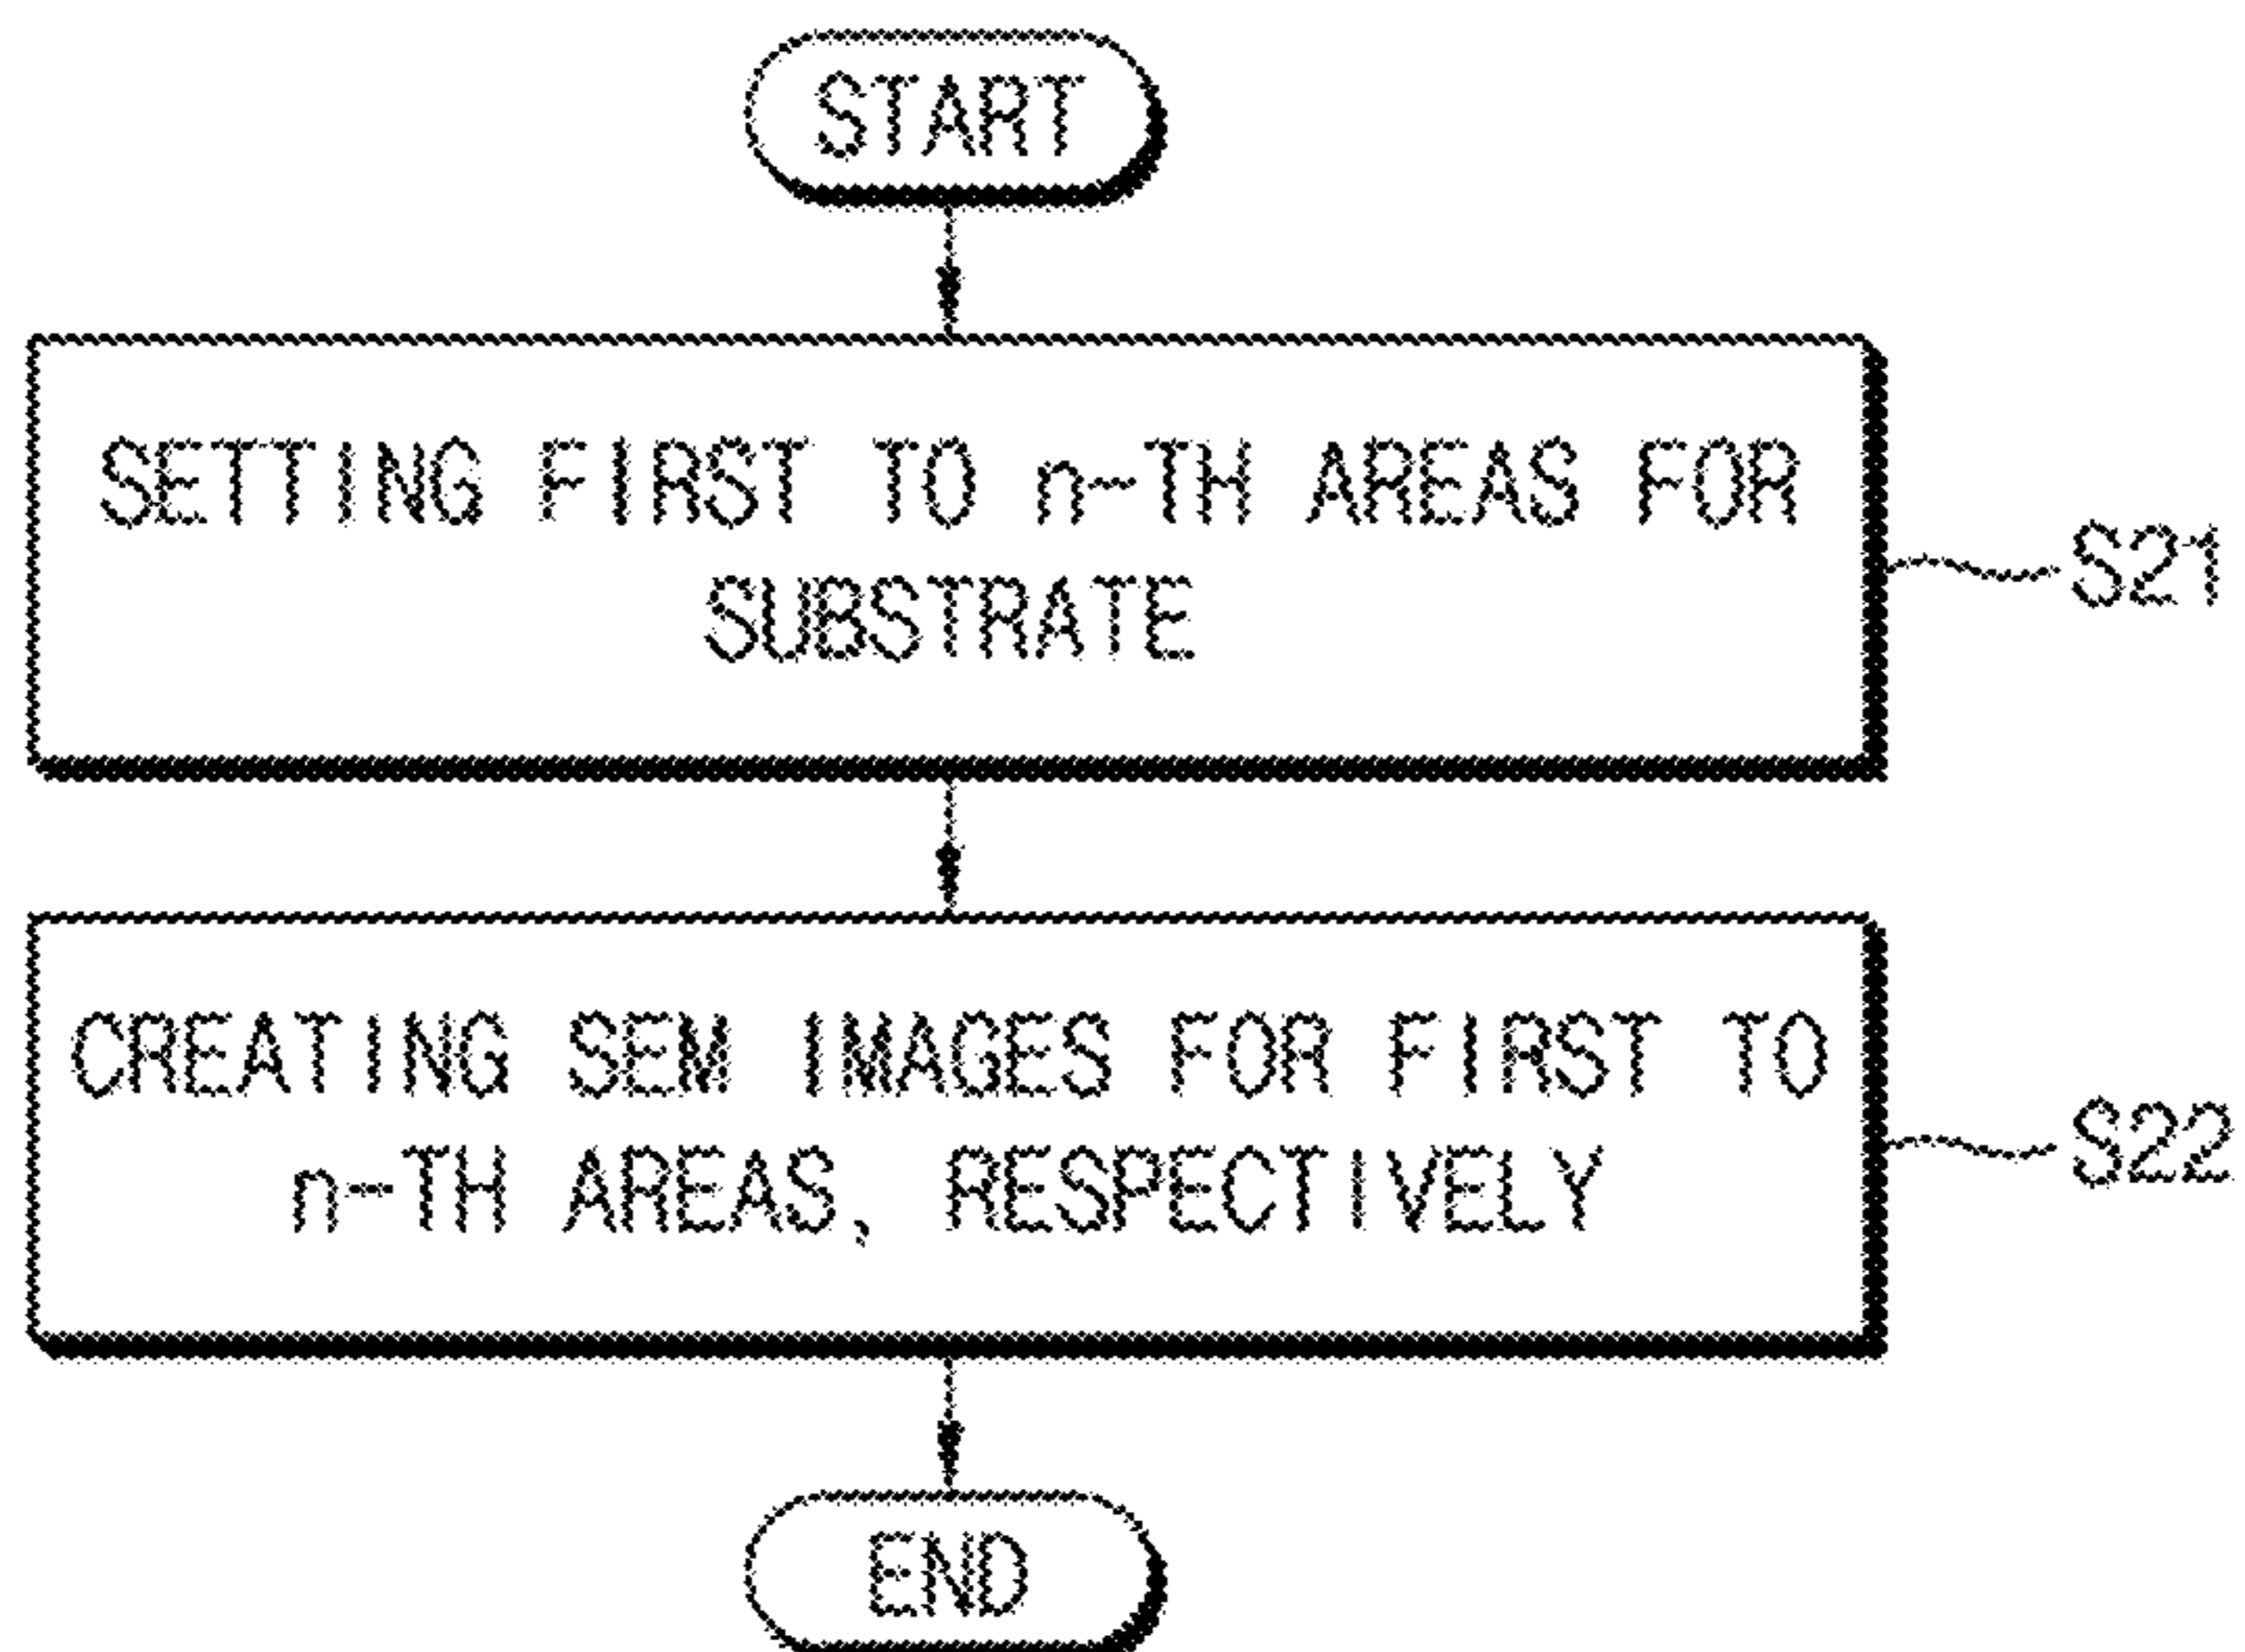 START
SETTING FIRST TO n-TH AREAS FOR
SUBSTRATE
S21
CREATING SEM IMAGES FOR FIRST TO
n-TH AREAS, RESPECTIVELY
S22
END